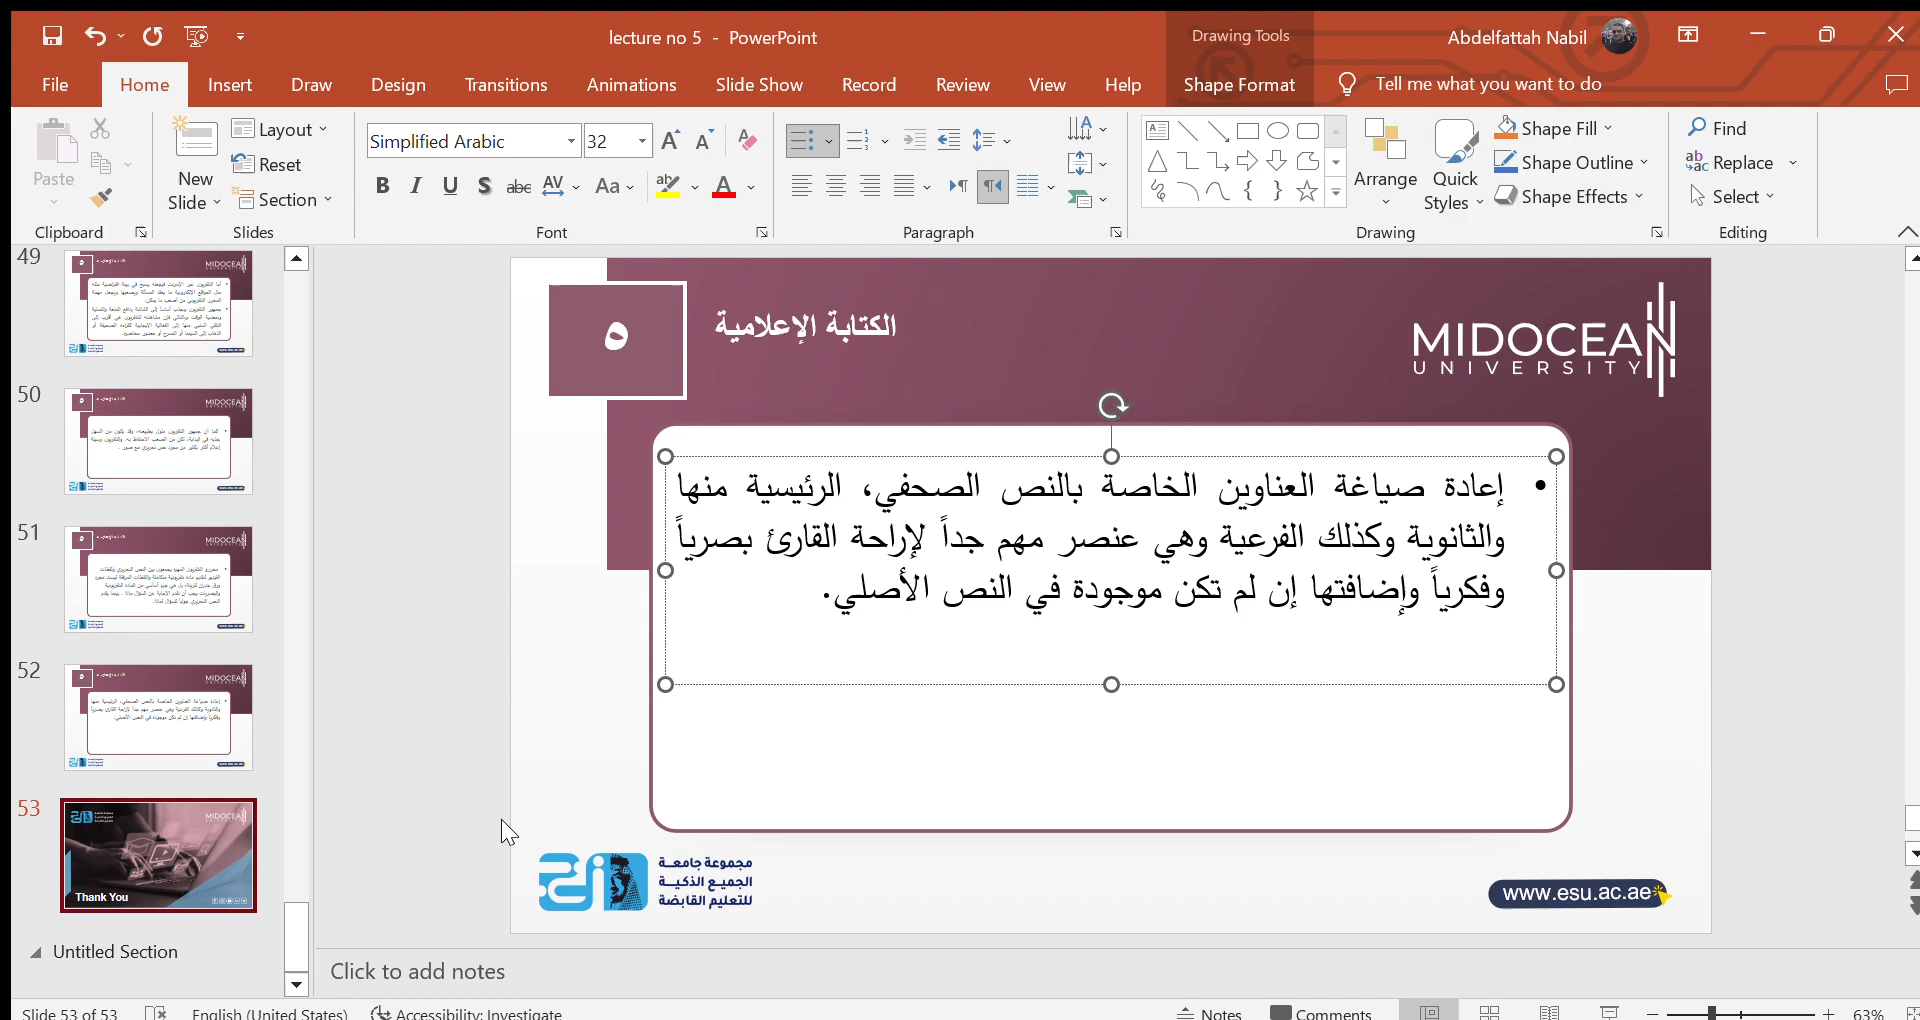 lecture no 5 - PowerPoint
Drawing Tools
Abdelfattah Nabil
File Home Insert Draw Design Transitions Animations Slide Show Record Review View Help Shape Format Tell me what you want to do
Paste
Clipboard
New Slide
Layout
Reset
Section
Slides
Simplified Arabic 32
Font
Paragraph
Arrange
Quick Styles
Shape Fill
Shape Outline
Shape Effects
Drawing
Find
Replace
Select
Editing
49
50
51
52
53
Thank You
Untitled Section
٥
الكتابة الإعلامية
MIDOCEAN
UNIVERSITY
• إعادة صياغة العناوين الخاصة بالنص الصحفي، الرئيسية منها
والثانوية وكذلك الفرعية وهي عنصر مهم جداً لإراحة القارئ بصرياً
وفكرياً وإضافتها إن لم تكن موجودة في النص الأصلي.
مجموعة جامعة
الجميع الذكية
للتعليم القابضة
www.esu.ac.ae
Click to add notes
Slide 53 of 53 English (United States) Accessibility: Investigate Notes Comments 63%